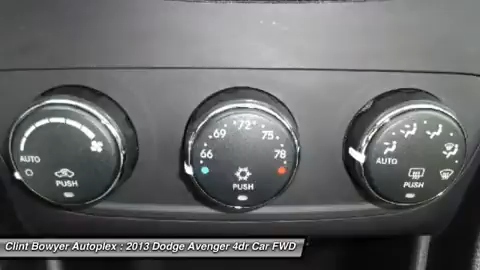 72
69 75
66 78
AUTO
AUTO
PUSH
PUSH
PUSH
Clint Bowyer Autoplex : 2013 Dodge Avenger 4dr Car FWD